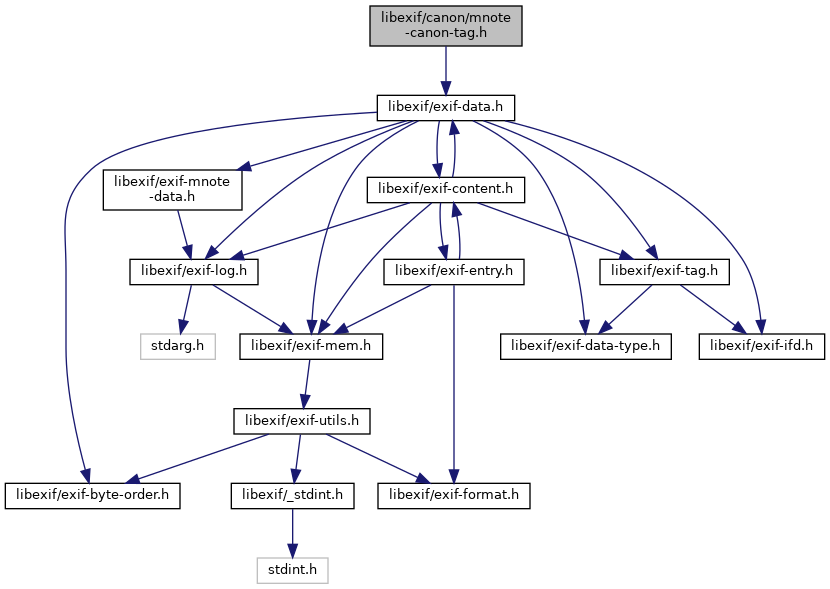 libexif/canon/mnote
-canon-tag.h
libexif/exif-data.h
libexif/exif-mnote
-data.h
libexif/exif-content.h
libexif/exif-log.h
libexif/exif-entry.h
libexif/exif-tag.h
stdarg.h
libexif/exif-mem.h
libexif/exif-data-type.h
libexif/exif-ifd.h
libexif/exif-utils.h
libexif/exif-byte-order.h
libexif/_stdint.h
libexif/exif-format.h
stdint.h